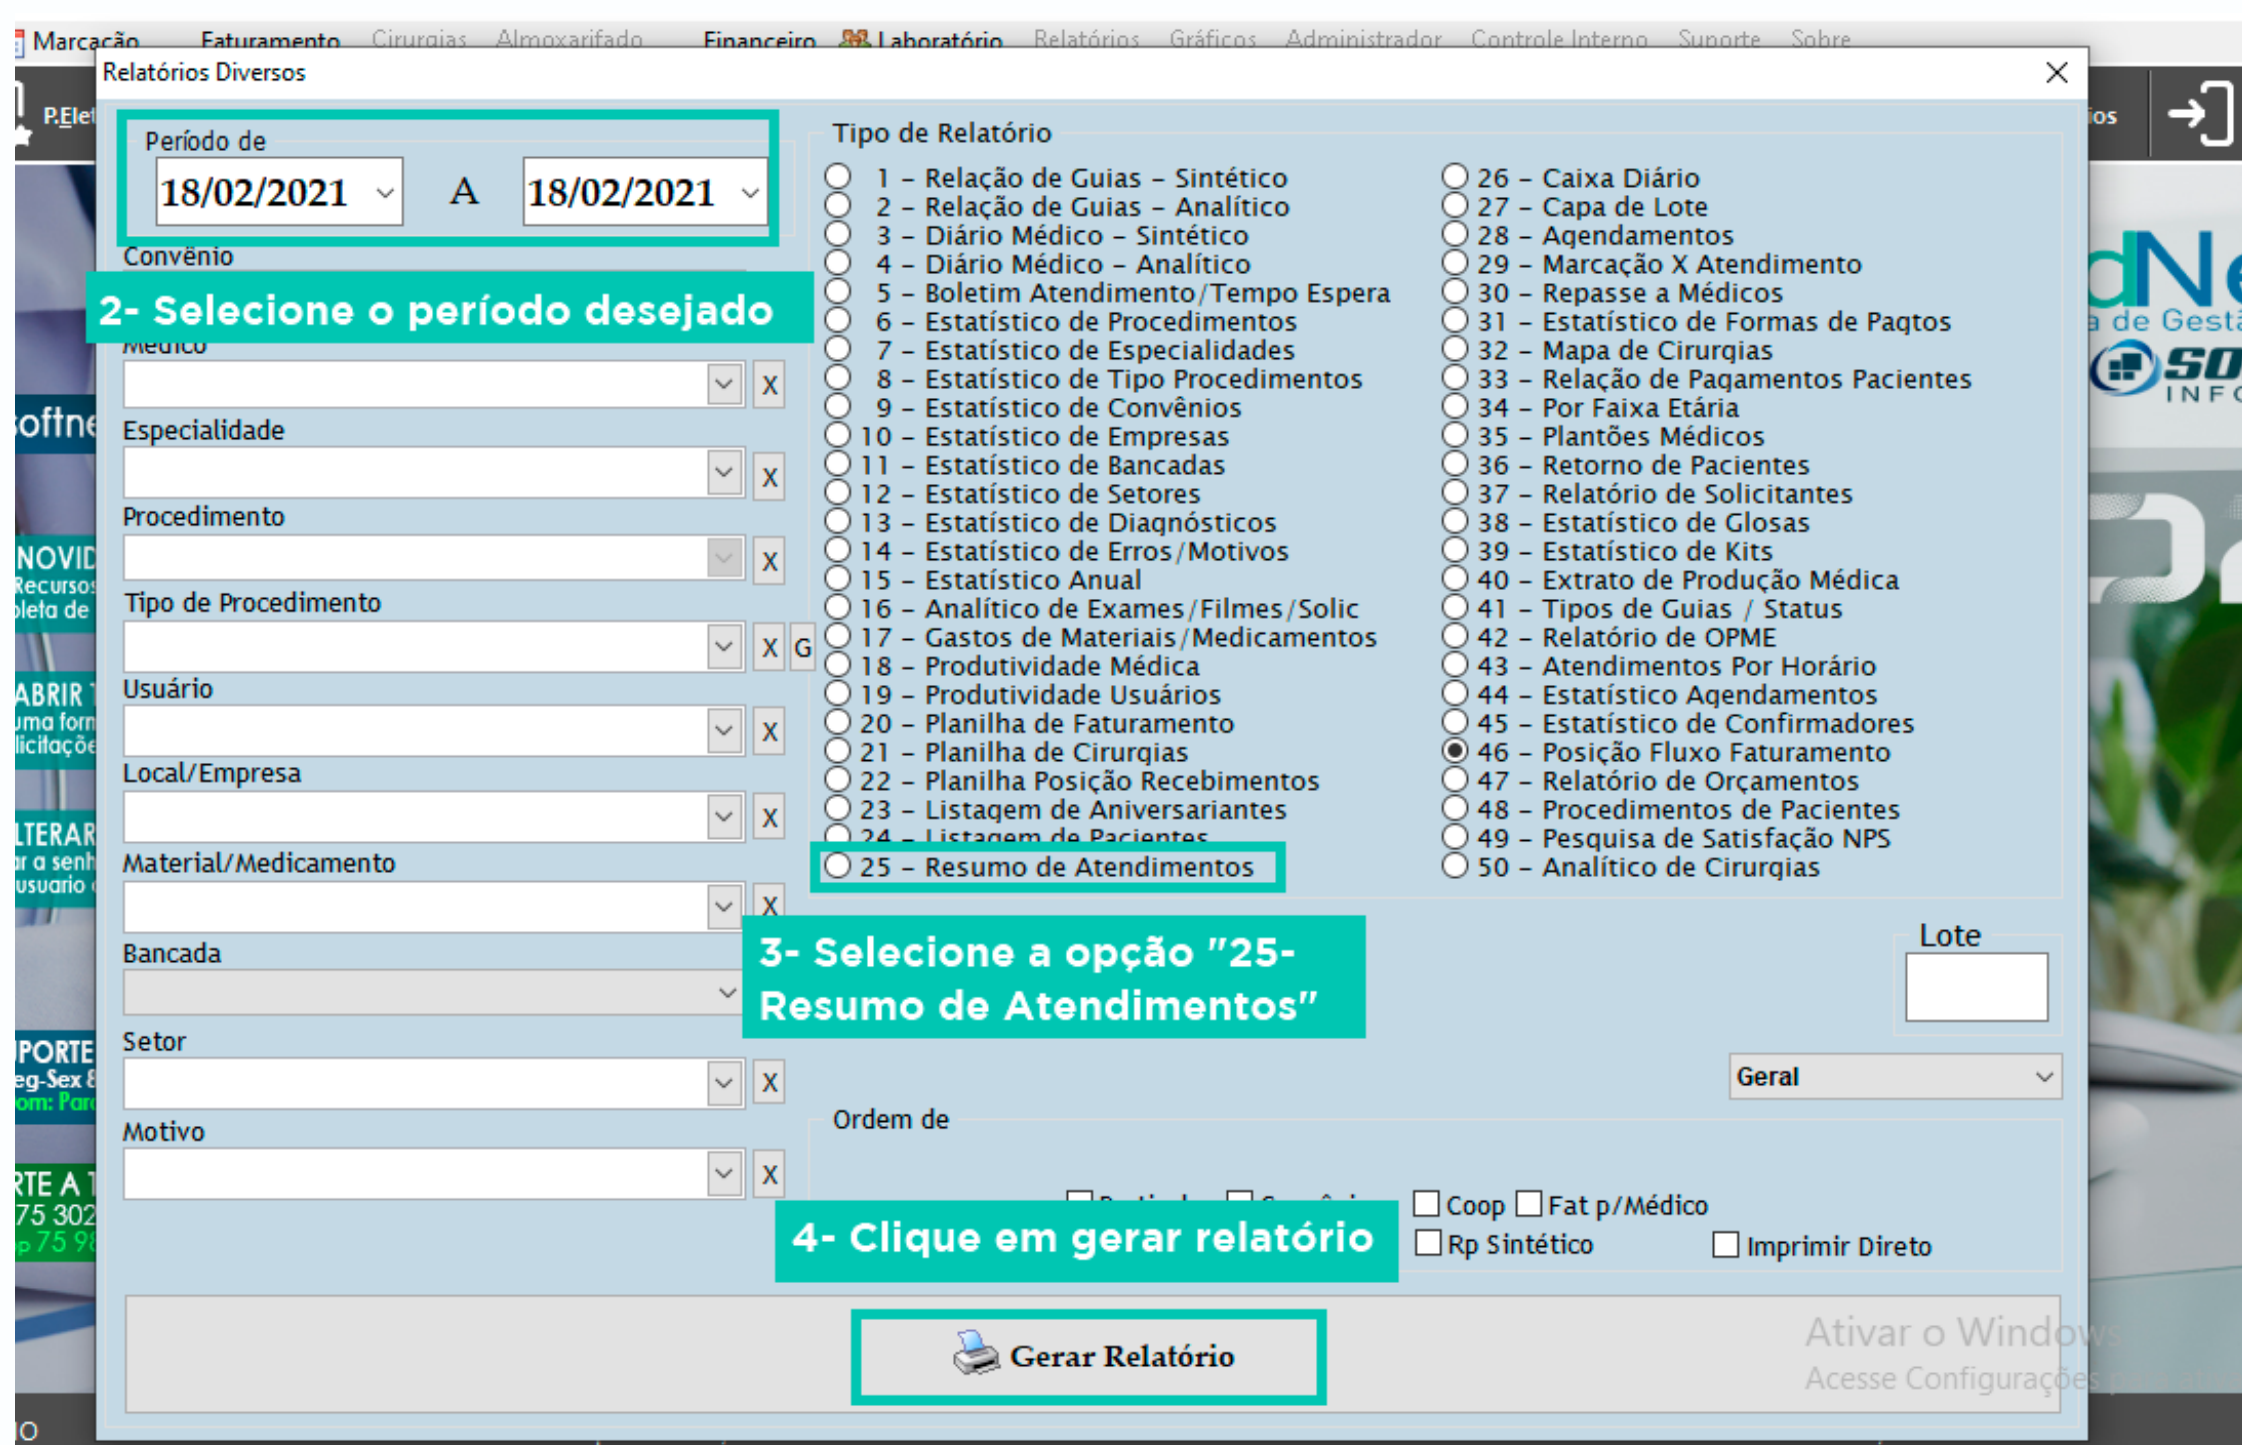 Marcação Faturamento Cirurgias Almoxarifado Financeiro Laboratório Relatórios Gráficos Administrador Controle Interno Suporte Sobre
Relatórios Diversos
Período de
18/02/2021 A 18/02/2021
Convênio
2- Selecione o período desejado
Médico
X
Especialidade
X
Procedimento
X
Tipo de Procedimento
X G
Usuário
X
Local/Empresa
X
Material/Medicamento
X
Bancada
Setor
X
Motivo
X
Tipo de Relatório
1 – Relação de Guias – Sintético
2 – Relação de Guias – Analítico
3 – Diário Médico – Sintético
4 – Diário Médico – Analítico
5 – Boletim Atendimento/Tempo Espera
6 – Estatístico de Procedimentos
7 – Estatístico de Especialidades
8 – Estatístico de Tipo Procedimentos
9 – Estatístico de Convênios
10 – Estatístico de Empresas
11 – Estatístico de Bancadas
12 – Estatístico de Setores
13 – Estatístico de Diagnósticos
14 – Estatístico de Erros/Motivos
15 – Estatístico Anual
16 – Analítico de Exames/Filmes/Solic
17 – Gastos de Materiais/Medicamentos
18 – Produtividade Médica
19 – Produtividade Usuários
20 – Planilha de Faturamento
21 – Planilha de Cirurgias
22 – Planilha Posição Recebimentos
23 – Listagem de Aniversariantes
24 – Listagem de Pacientes
25 – Resumo de Atendimentos
26 – Caixa Diário
27 – Capa de Lote
28 – Agendamentos
29 – Marcação X Atendimento
30 – Repasse a Médicos
31 – Estatístico de Formas de Pagtos
32 – Mapa de Cirurgias
33 – Relação de Pagamentos Pacientes
34 – Por Faixa Etária
35 – Plantões Médicos
36 – Retorno de Pacientes
37 – Relatório de Solicitantes
38 – Estatístico de Glosas
39 – Estatístico de Kits
40 – Extrato de Produção Médica
41 – Tipos de Guias / Status
42 – Relatório de OPME
43 – Atendimentos Por Horário
44 – Estatístico Agendamentos
45 – Estatístico de Confirmadores
46 – Posição Fluxo Faturamento
47 – Relatório de Orçamentos
48 – Procedimentos de Pacientes
49 – Pesquisa de Satisfação NPS
50 – Analítico de Cirurgias
3- Selecione a opção "25-
Resumo de Atendimentos"
Lote
Geral
Ordem de
Coop Fat p/Médico
4- Clique em gerar relatório
Rp Sintético Imprimir Direto
Gerar Relatório
Ativar o Windows
Acesse Configurações